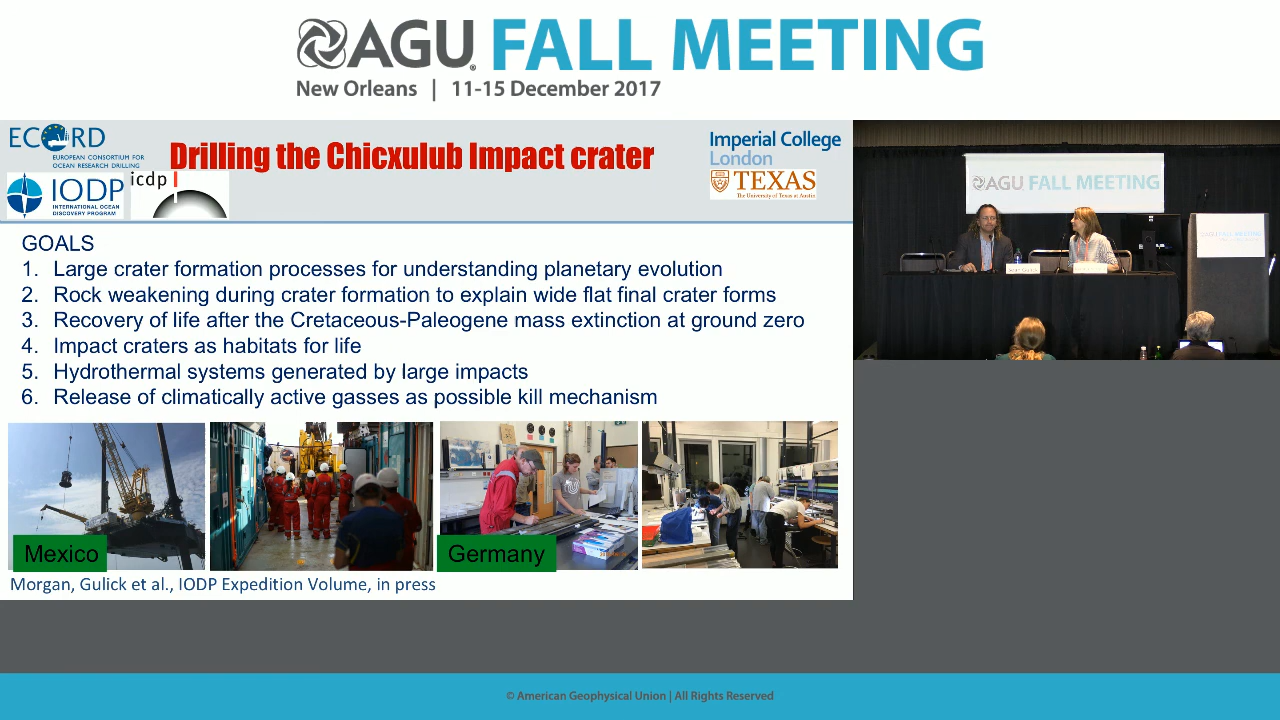 AGU FALL MEETING
New Orleans | 11-15 December 2017
ECORD
EUROPEAN CONSORTIUM FOR
OCEAN RESEARCH DRILLING
IODP
INTERNATIONAL OCEAN
DISCOVERY PROGRAM
icdp
Drilling the Chicxulub Impact crater
Imperial College
London
TEXAS
The University of Texas at Austin
GOALS
1. Large crater formation processes for understanding planetary evolution
2. Rock weakening during crater formation to explain wide flat final crater forms
3. Recovery of life after the Cretaceous-Paleogene mass extinction at ground zero
4. Impact craters as habitats for life
5. Hydrothermal systems generated by large impacts
6. Release of climatically active gasses as possible kill mechanism
Mexico
Germany
Morgan, Gulick et al., IODP Expedition Volume, in press
AGU FALL MEETING
AGU FALL MEETING
© American Geophysical Union | All Rights Reserved